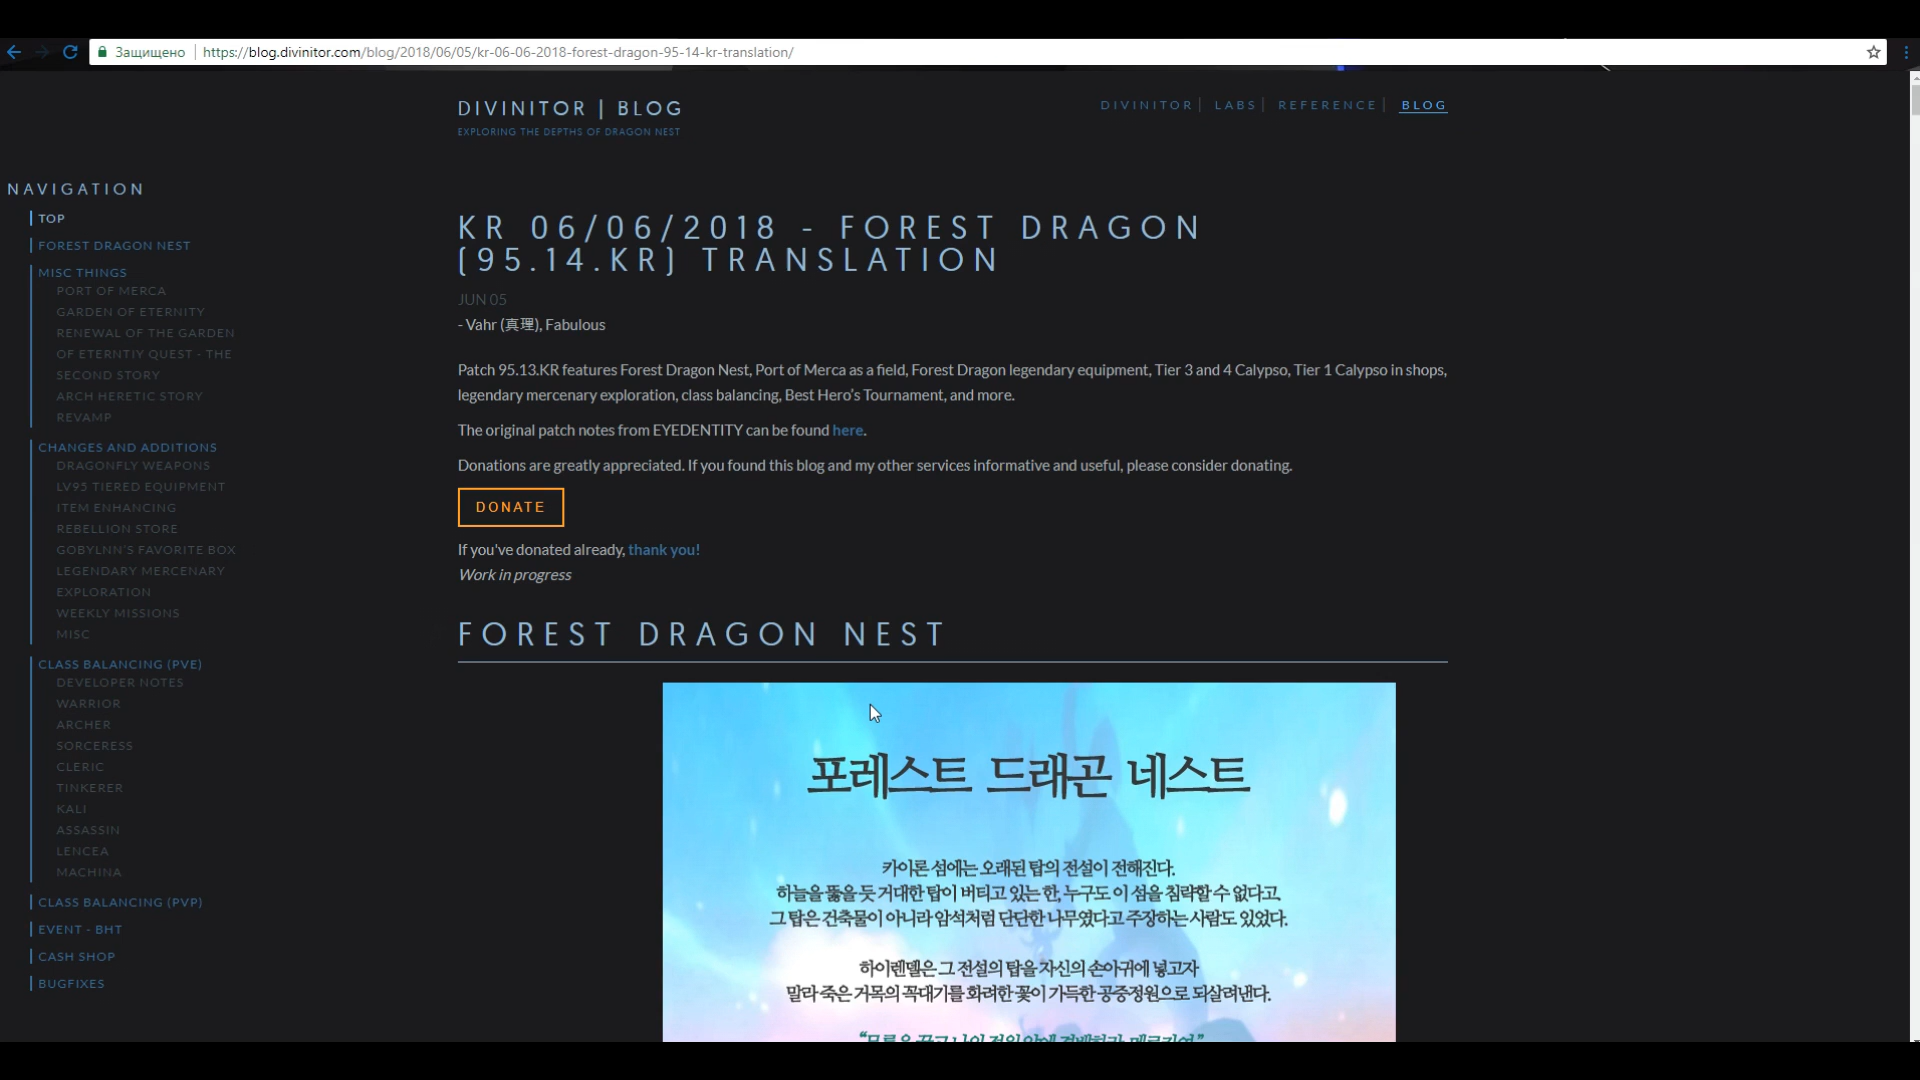 Защищено | https://blog.divinitor.com/blog/2018/06/05/kr-06-06-2018-forest-dragon-95-14-kr-translation/
DIVINITOR | BLOG
EXPLORING THE DEPTHS OF DRAGON NEST
DIVINITOR | LABS | REFERENCE | BLOG
NAVIGATION
TOP
FOREST DRAGON NEST
MISC THINGS
PORT OF MERCA
GARDEN OF ETERNITY
RENEWAL OF THE GARDEN
OF ETERNTIY QUEST - THE
SECOND STORY
ARCH HERETIC STORY
REVAMP
CHANGES AND ADDITIONS
DRAGONFLY WEAPONS
LV95 TIERED EQUIPMENT
ITEM ENHANCING
REBELLION STORE
GOBYLNN'S FAVORITE BOX
LEGENDARY MERCENARY
EXPLORATION
WEEKLY MISSIONS
MISC
CLASS BALANCING (PVE)
DEVELOPER NOTES
WARRIOR
ARCHER
SORCERESS
CLERIC
TINKERER
KALI
ASSASSIN
LENCEA
MACHINA
CLASS BALANCING (PVP)
EVENT - BHT
CASH SHOP
BUGFIXES
KR 06/06/2018 - FOREST DRAGON
[95.14.KR] TRANSLATION
JUN 05
- Vahr (真理), Fabulous
Patch 95.13.KR features Forest Dragon Nest, Port of Merca as a field, Forest Dragon legendary equipment, Tier 3 and 4 Calypso, Tier 1 Calypso in shops,
legendary mercenary exploration, class balancing, Best Hero's Tournament, and more.
The original patch notes from EYEDENTITY can be found here.
Donations are greatly appreciated. If you found this blog and my other services informative and useful, please consider donating.
DONATE
If you've donated already, thank you!
Work in progress
FOREST DRAGON NEST
포레스트 드래곤 네스트
카이론 섬에는 오래된 탑의 전설이 전해진다.
하늘을 뚫을 듯 거대한 탑이 버티고 있는 한, 누구도 이 섬을 침략할 수 없다고.
그 탑은 건축물이 아니라 암석처럼 단단한 나무였다고 주장하는 사람도 있었다.
하이렌델은 그 전설의 탑을 자신의 손아귀에 넣고자
말라 죽은 거목의 꼭대기를 화려한 꽃이 가득한 공중정원으로 되살려낸다.